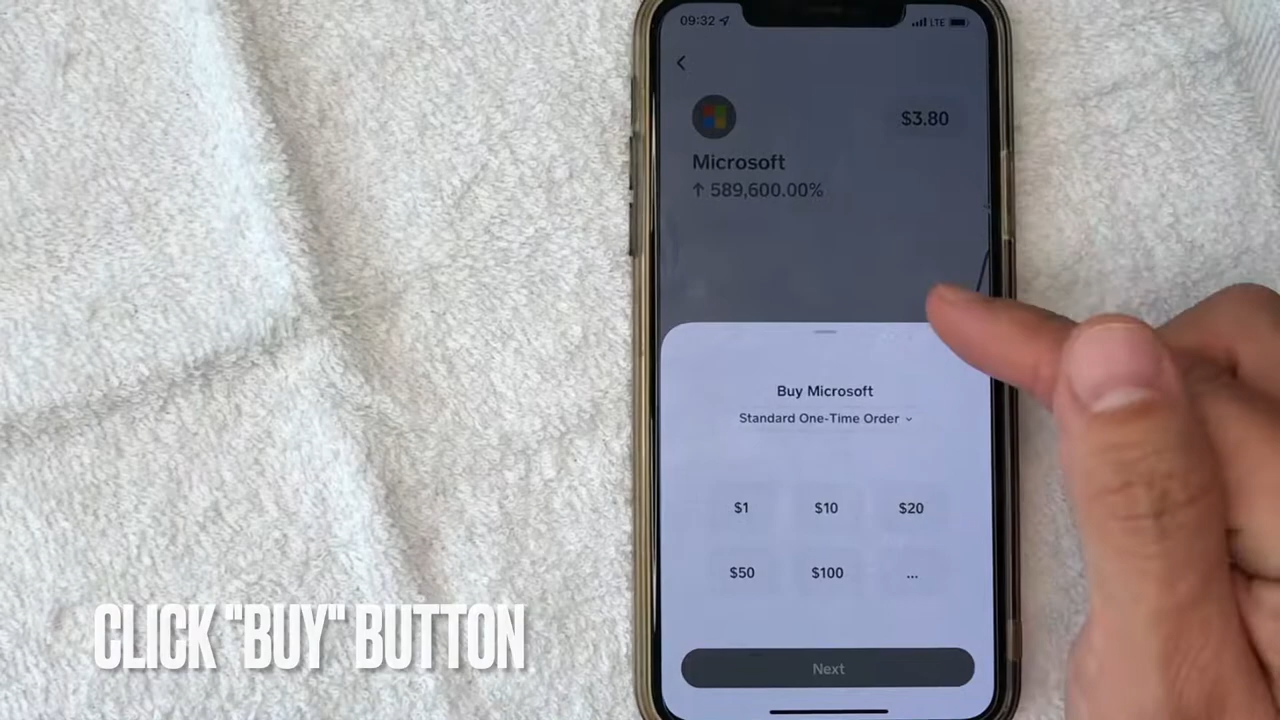 09:32
LTE
$3.80
Microsoft
↑ 589,600.00%
Buy Microsoft
Standard One-Time Order
$1 $10 $20
$50 $100 ...
Next
CLICK "BUY" BUTTON